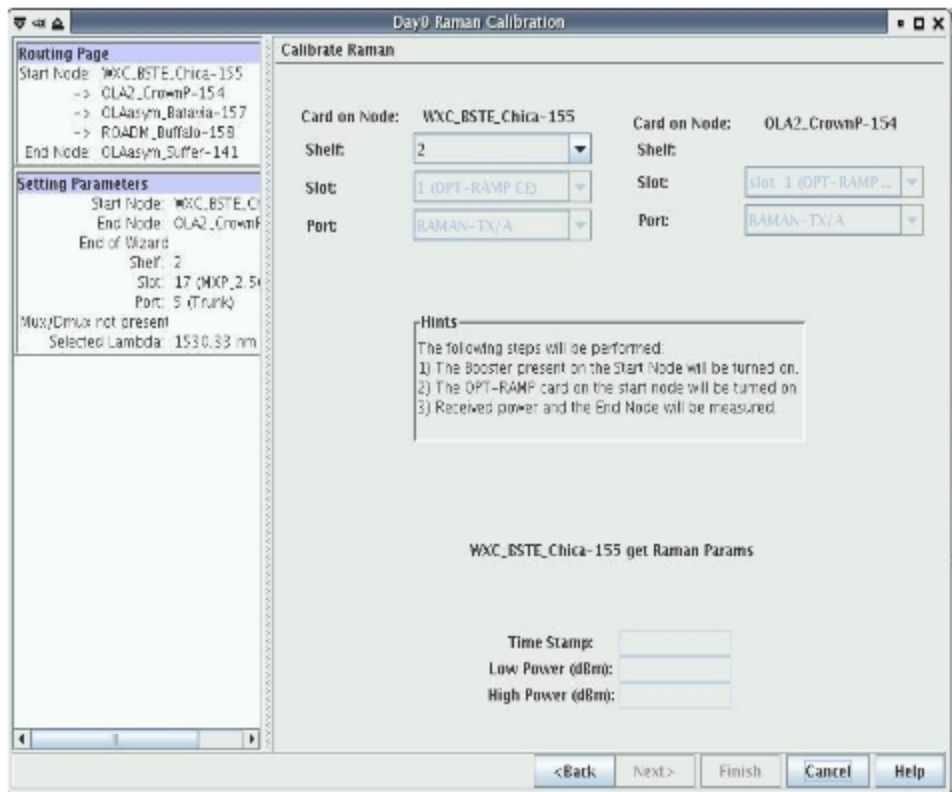 Day0 Raman Calibration
Routing Page
Start Node: WXC_BSTE_Chica-155
-> OLA2_CrownP-154
-> OLAasym_Batavia-157
-> ROADM_Buffalo-158
End Node: OLAasym_Suffer-141
Setting Parameters
Start Node: WXC_BSTE_C
End Node: OLA2_CrownP
End of Wizard
Shelf: 2
Slot: 17 (MXP_2.5
Port: 5 (Trunk)
Mux/Dmux not present
Selected Lambda: 1530.33 nm
Calibrate Raman
Card on Node: WXC_BSTE_Chica-155
Shelf: 2
Slot: 1 (OPT-RAMP CE)
Port: RAMAN-TX/A
Card on Node: OLA2_CrownP-154
Shelf:
Slot: slot 1 (OPT-RAMP ...
Port: RAMAN-TX/A
Hints
The following steps will be performed:
1) The Booster present on the Start Node will be turned on.
2) The OPT-RAMP card on the start node will be turned on
3) Received power and the End Node will be measured.
WXC_BSTE_Chica-155 get Raman Params
Time Stamp:
Low Power (dBm):
High Power (dBm):
<Back Next> Finish Cancel Help